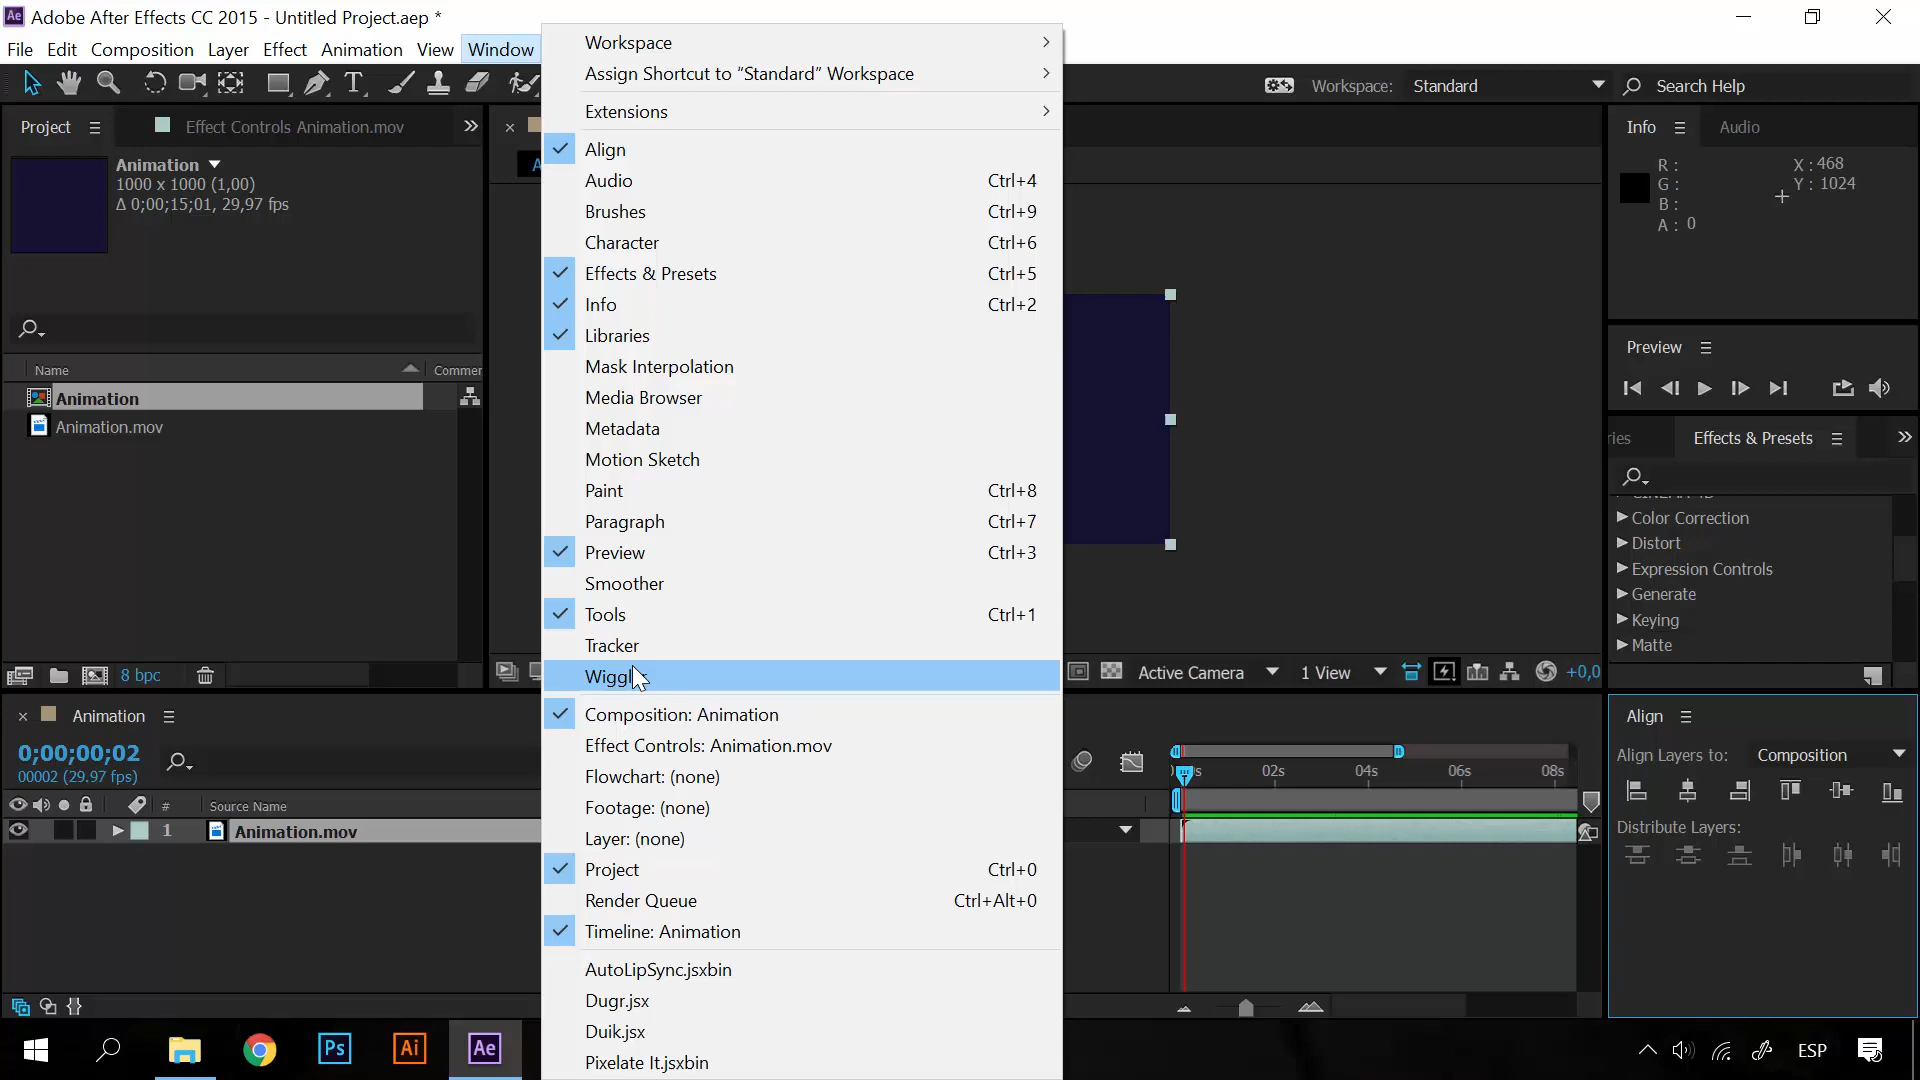 Adobe After Effects CC 2015 - Untitled Project.aep *
File Edit Composition Layer Effect Animation View Window
Workspace
Assign Shortcut to “Standard” Workspace
Extensions
Align
Audio Ctrl+4
Brushes Ctrl+9
Character Ctrl+6
Effects & Presets Ctrl+5
Info Ctrl+2
Libraries
Mask Interpolation
Media Browser
Metadata
Motion Sketch
Paint Ctrl+8
Paragraph Ctrl+7
Preview Ctrl+3
Smoother
Tools Ctrl+1
Tracker
Composition: Animation
Effect Controls: Animation.mov
Flowchart: (none)
Footage: (none)
Layer: (none)
Project Ctrl+0
Render Queue Ctrl+Alt+0
Timeline: Animation
AutoLipSync.jsxbin
Dugr.jsx
Duik.jsx
Pixelate It.jsxbin
Workspace: Standard Search Help
Project Effect Controls Animation.mov
Animation
1000 x 1000 (1,00)
Δ 0;00;15;01, 29,97 fps
Name Commer
Animation
Animation.mov
8 bpc
Info Audio
R :
G :
B :
A : 0
X : 468
Y : 1024
Preview
ries Effects & Presets
Color Correction
Distort
Expression Controls
Generate
Keying
Matte
Active Camera 1 View +0,0
Animation
0;00;00;02
00002 (29.97 fps)
# Source Name
1 Animation.mov
02s 04s 06s 08s
Align
Align Layers to: Composition
Distribute Layers:
Ps Ai Ae
ESP